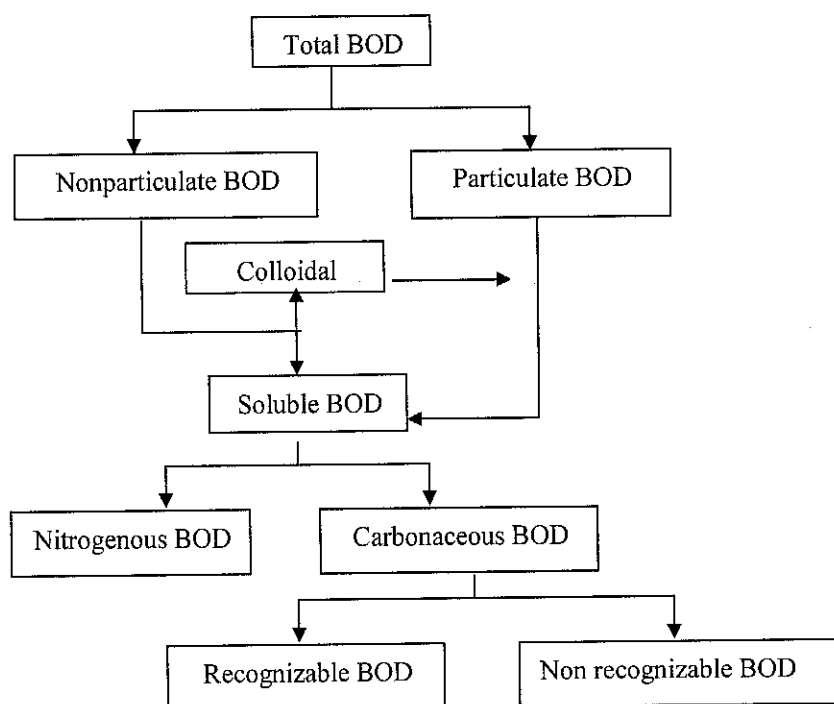 Total BOD
Nonparticulate BOD
Particulate BOD
Colloidal
Soluble BOD
Nitrogenous BOD
Carbonaceous BOD
Recognizable BOD
Non recognizable BOD